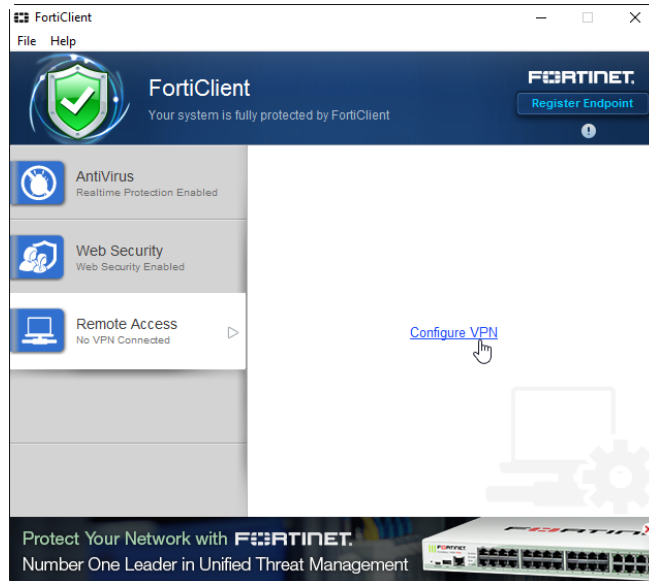 FortiClient
File Help
FortiClient
Your system is fully protected by FortiClient
FORTINET.
Register Endpoint
AntiVirus
Realtime Protection Enabled
Web Security
Web Security Enabled
Remote Access
No VPN Connected
Configure VPN
Protect Your Network with FORTINET.
Number One Leader in Unified Threat Management
FORTINET